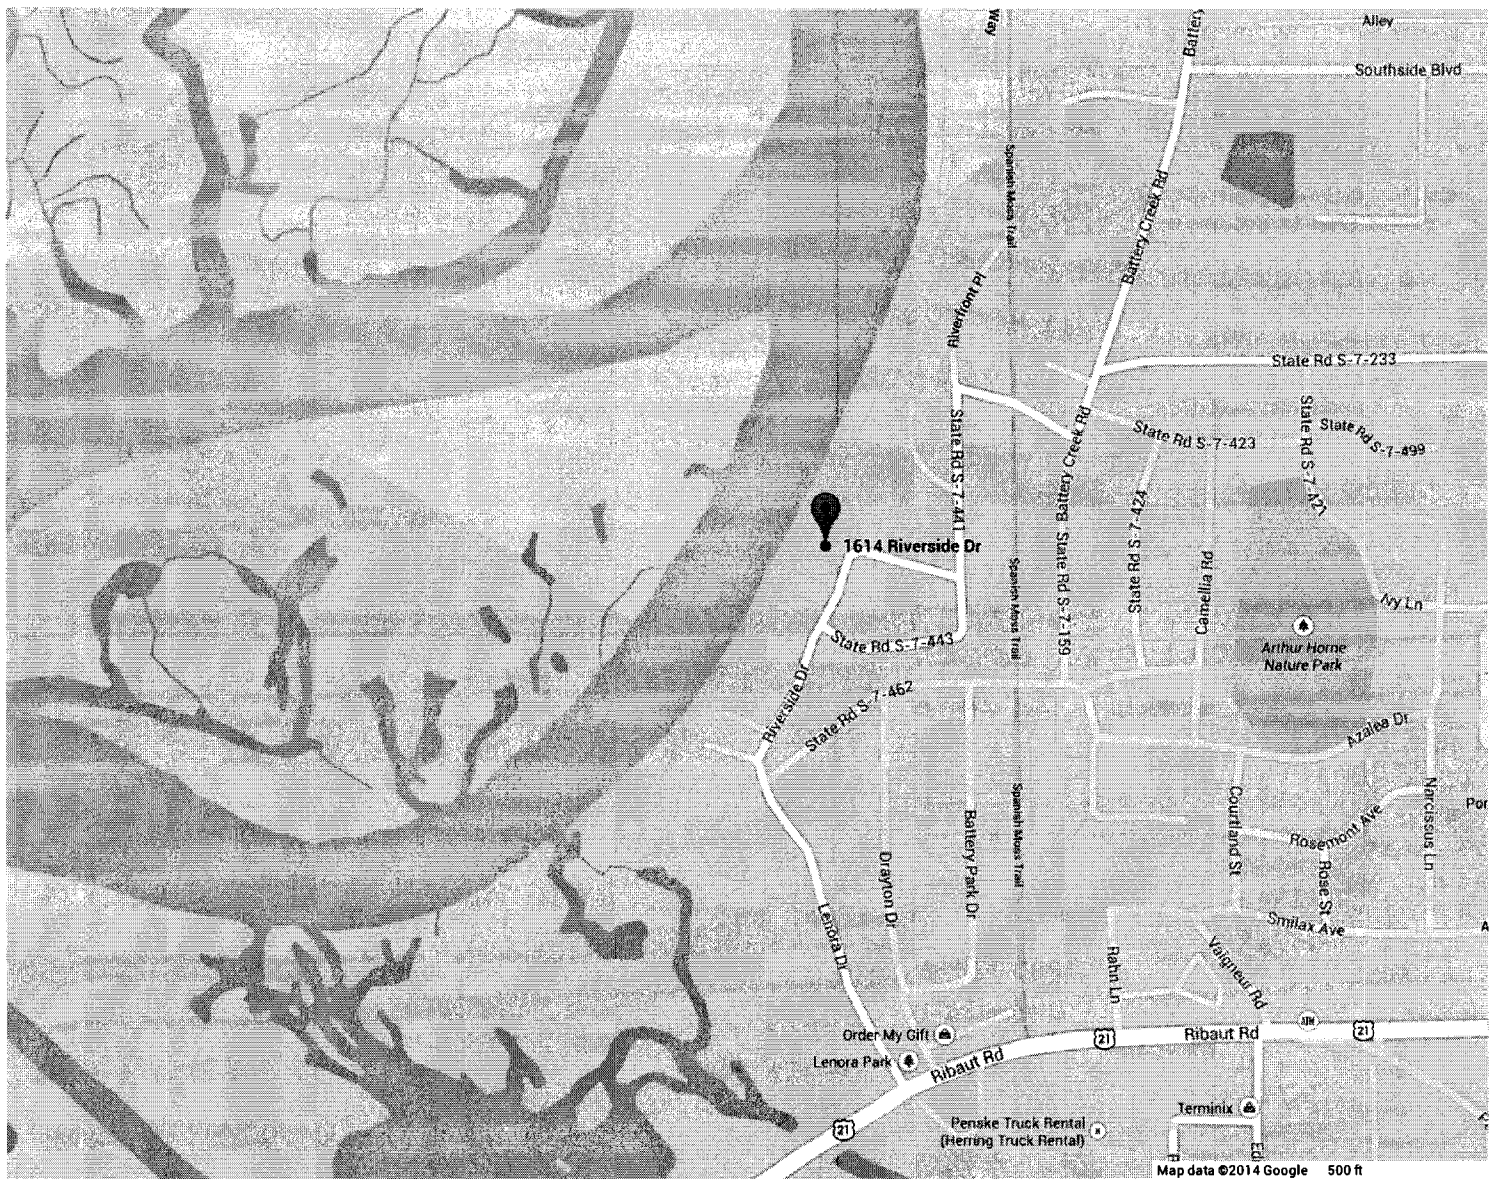 Way
Battery
Alley
Southside Blvd
Spanish Moss Trail
Battery Creek Rd
Riverfront Pl
State Rd S-7-233
State Rd S-7-441
Battery Creek Rd
State Rd S-7-423
State Rd S-7-421
State Rd S-7-499
State Rd S-7-424
1614 Riverside Dr
Spanish Moss Trail
State Rd S-7-159
Camellia Rd
Ivy Ln
State Rd S-7-443
Arthur Horne
Nature Park
Riverside Dr
State Rd S-7-462
Azalea Dr
Spanish Moss Trail
Courtland St
Narcissus Ln
Por
Rosemont Ave
Battery Park Dr
Drayton Dr
Rose St
Lenora Dr
Smilax Ave
A
Rahn Ln
Vaigneur Rd
Order My Gift
21
Ribaut Rd
ATM
21
Lenora Park
Ribaut Rd
Terminix
21
Penske Truck Rental
(Herring Truck Rental)
Ed
Map data ©2014 Google 500 ft